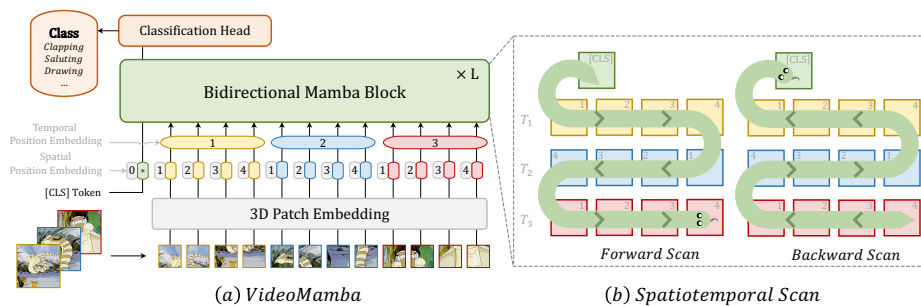 Class
Clapping
Saluting
Drawing
...
Classification Head
× L
Bidirectional Mamba Block
Temporal
Position Embedding
1 2 3
Spatial
Position Embedding
0 * 1 2 3 4 1 2 3 4 1 2 3 4
[CLS] Token
3D Patch Embedding
(a) VideoMamba
[CLS]
T1 1 2 3 4
T2 4 3 2 1
T3 1 2 3 4
Forward Scan
[CLS]
1 2 3 4
4 3 2 1
1 2 3 4
Backward Scan
(b) Spatiotemporal Scan